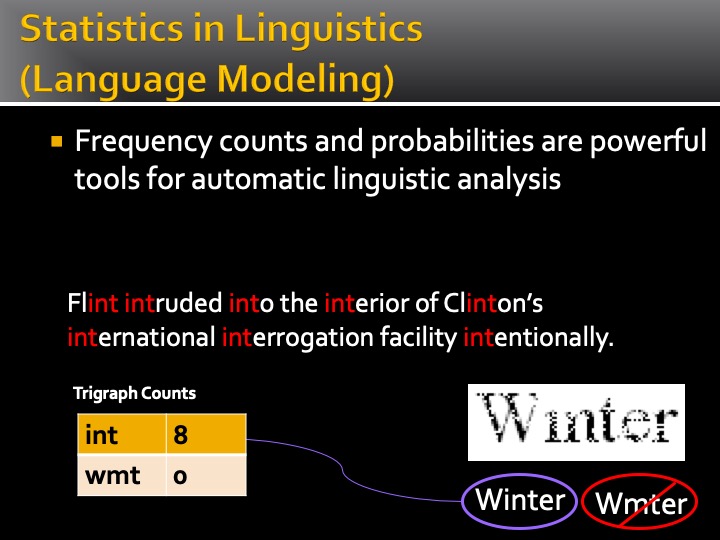 Statistics in Linguistics
(Language Modeling)
Frequency counts and probabilities are powerful
tools for automatic linguistic analysis
Flint intruded into the interior of Clinton’s
international interrogation facility intentionally.
Trigraph Counts
int 8
wmt 0
Winter
Winter Wmter